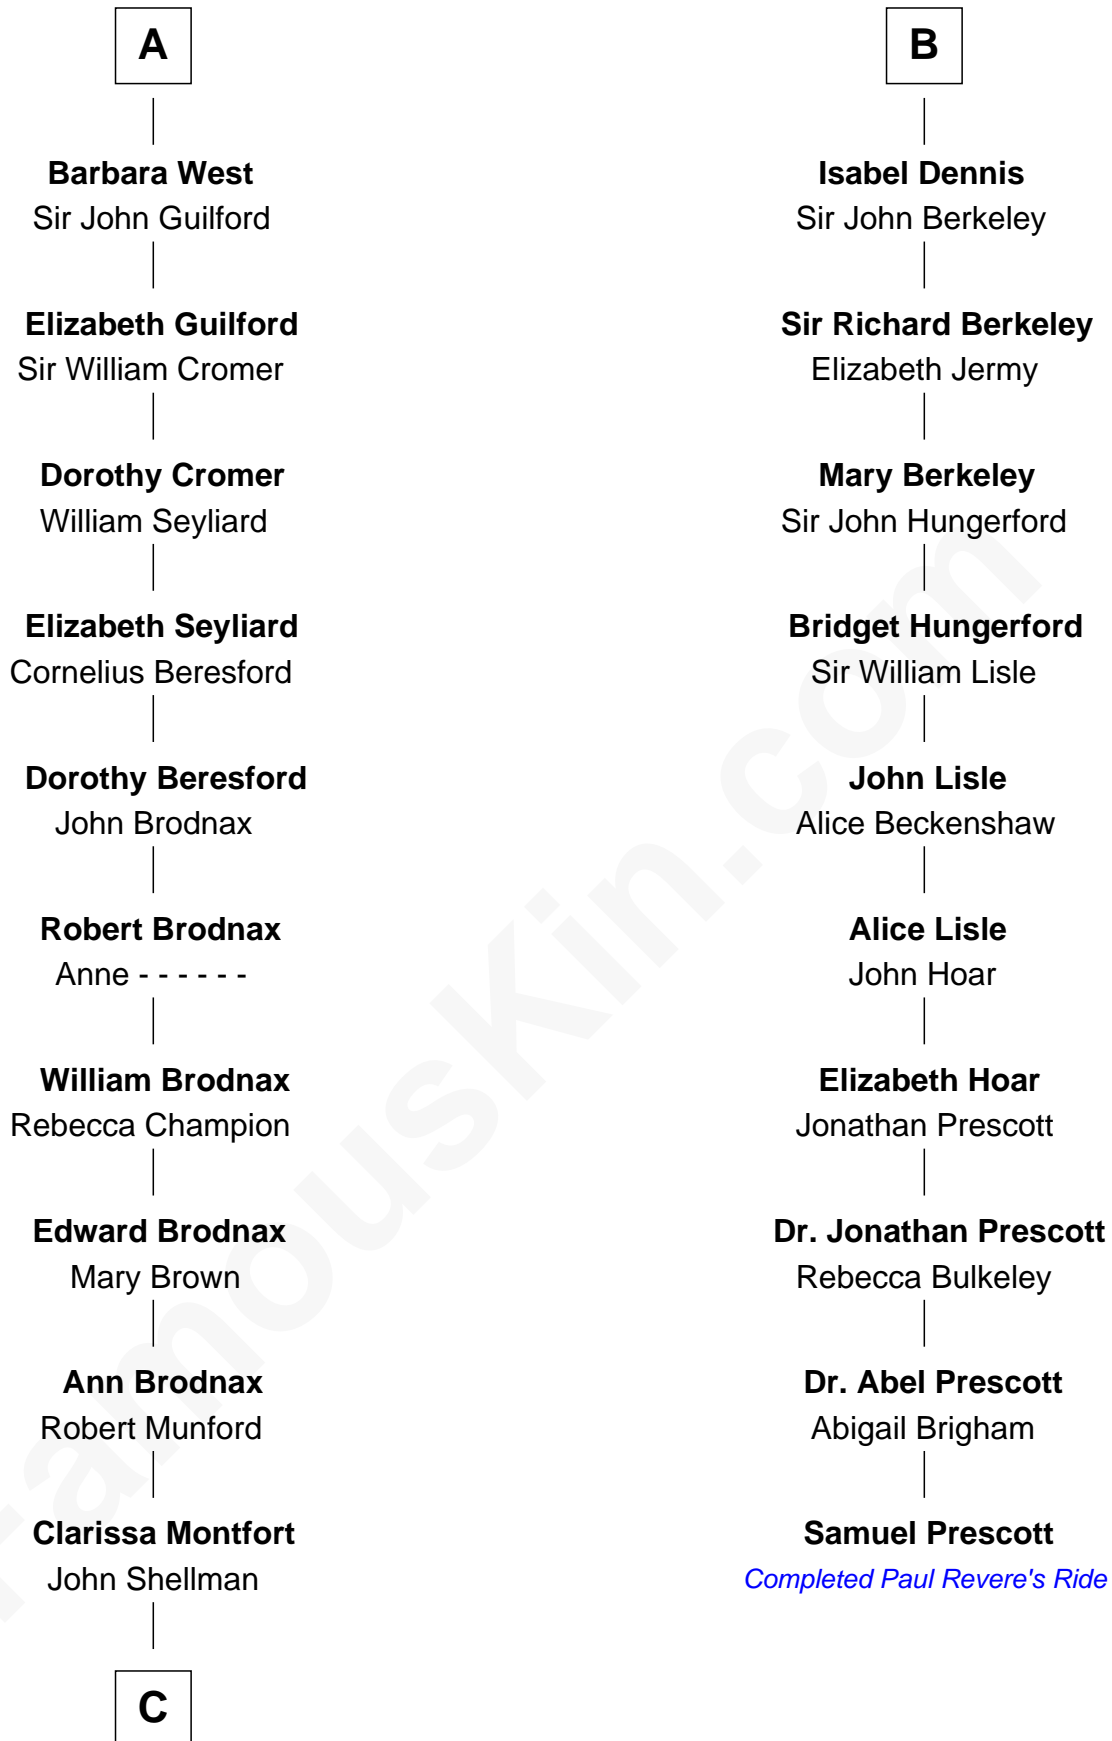 A
Barbara West
Sir John Guilford
Elizabeth Guilford
Sir William Cromer
Dorothy Cromer
William Seyliard
Elizabeth Seyliard
Cornelius Beresford
Dorothy Beresford
John Brodnax
Robert Brodnax
Anne - - - - - -
William Brodnax
Rebecca Champion
Edward Brodnax
Mary Brown
Ann Brodnax
Robert Munford
Clarissa Montfort
John Shellman
C
B
Isabel Dennis
Sir John Berkeley
Sir Richard Berkeley
Elizabeth Jermy
Mary Berkeley
Sir John Hungerford
Bridget Hungerford
Sir William Lisle
John Lisle
Alice Beckenshaw
Alice Lisle
John Hoar
Elizabeth Hoar
Jonathan Prescott
Dr. Jonathan Prescott
Rebecca Bulkeley
Dr. Abel Prescott
Abigail Brigham
Samuel Prescott
Completed Paul Revere's Ride
FamousKin.com